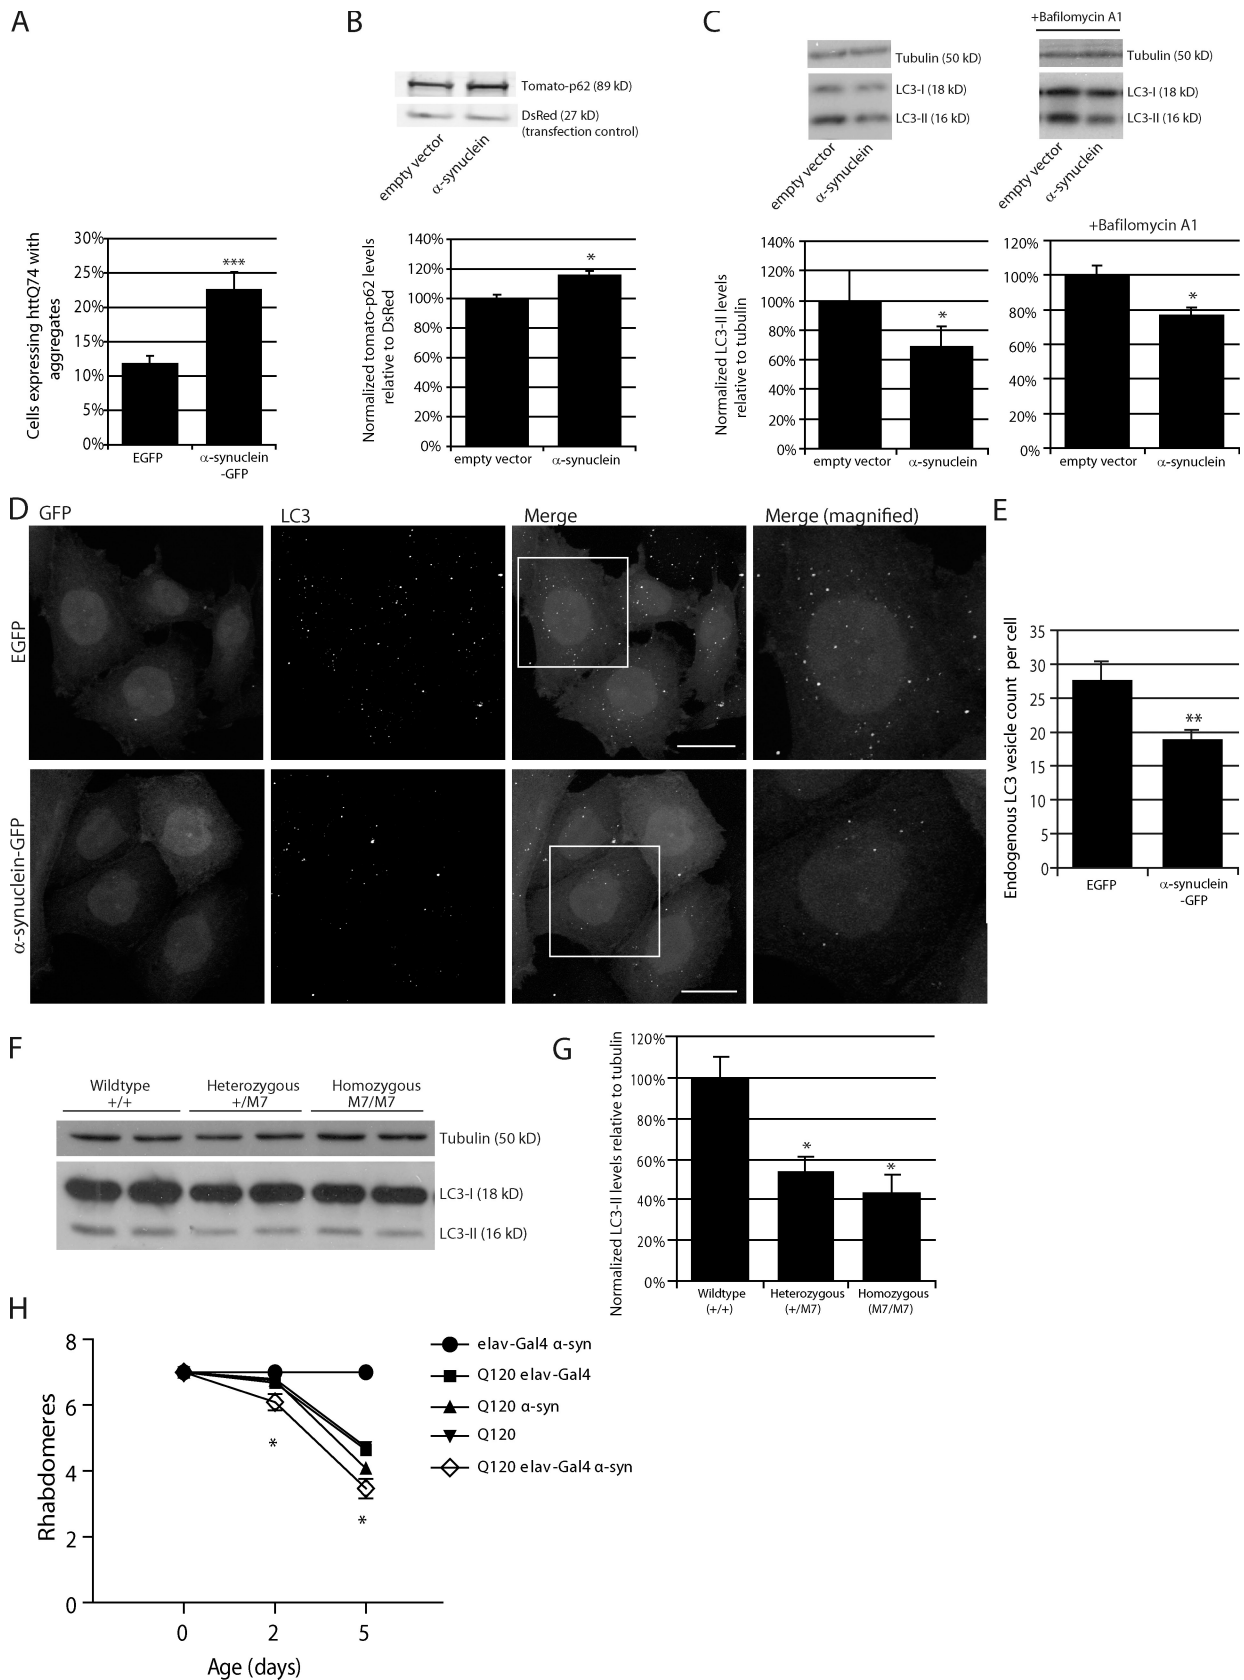 A
B
C
+Bafilomycin A1
Tomato-p62 (89 kD)
DsRed (27 kD)
(transfection control)
empty vector
α-synuclein
Tubulin (50 kD)
LC3-I (18 kD)
LC3-II (16 kD)
empty vector
α-synuclein
Tubulin (50 kD)
LC3-I (18 kD)
LC3-II (16 kD)
empty vector
α-synuclein
Cells expressing httQ74 with
aggregates
30%
25%
20%
15%
10%
5%
0%
***
EGFP
α-synuclein
-GFP
Normalized tomato-p62 levels
relative to DsRed
140%
120%
100%
80%
60%
40%
20%
0%
*
empty vector
α-synuclein
Normalized LC3-II levels
relative to tubulin
140%
120%
100%
80%
60%
40%
20%
0%
*
empty vector
α-synuclein
+Bafilomycin A1
120%
100%
80%
60%
40%
20%
0%
*
empty vector
α-synuclein
D
GFP
LC3
Merge
Merge (magnified)
EGFP
α-synuclein-GFP
E
Endogenous LC3 vesicle count per cell
35
30
25
20
15
10
5
0
**
EGFP
α-synuclein
-GFP
F
Wildtype
+/+
Heterozygous
+/M7
Homozygous
M7/M7
Tubulin (50 kD)
LC3-I (18 kD)
LC3-II (16 kD)
G
Normalized LC3-II levels relative to tubulin
120%
100%
80%
60%
40%
20%
0%
*
*
Wildtype
(+/+)
Heterozygous
(+/M7)
Homozygous
(M7/M7)
H
Rhabdomeres
8
6
4
2
0
*
*
0
2
5
Age (days)
elav-Gal4 α-syn
Q120 elav-Gal4
Q120 α-syn
Q120
Q120 elav-Gal4 α-syn